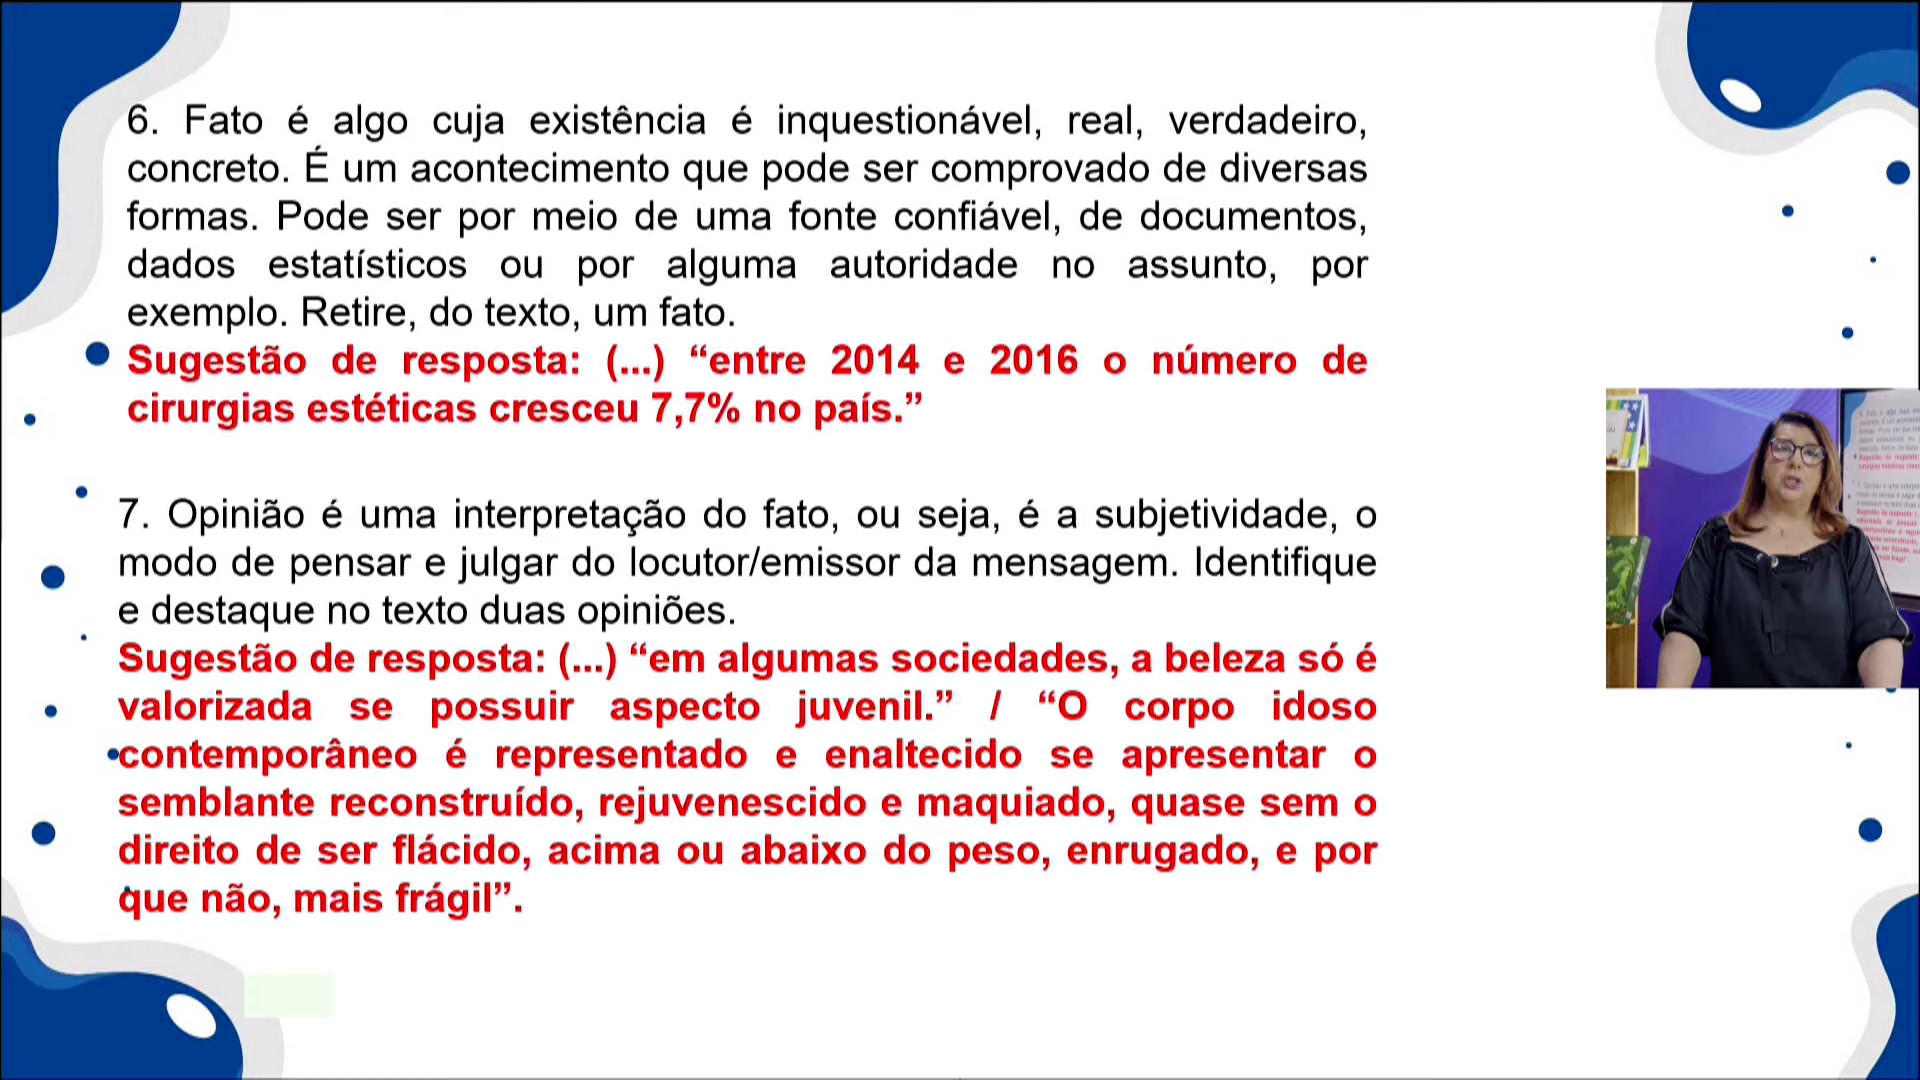 6. Fato é algo cuja existência é inquestionável, real, verdadeiro,
concreto. É um acontecimento que pode ser comprovado de diversas
formas. Pode ser por meio de uma fonte confiável, de documentos,
dados estatísticos ou por alguma autoridade no assunto, por
exemplo. Retire, do texto, um fato.
Sugestão de resposta: (...) “entre 2014 e 2016 o número de
cirurgias estéticas cresceu 7,7% no país.”
7. Opinião é uma interpretação do fato, ou seja, é a subjetividade, o
modo de pensar e julgar do locutor/emissor da mensagem. Identifique
e destaque no texto duas opiniões.
Sugestão de resposta: (...) “em algumas sociedades, a beleza só é
valorizada se possuir aspecto juvenil.” / “O corpo idoso
contemporâneo é representado e enaltecido se apresentar o
semblante reconstruído, rejuvenescido e maquiado, quase sem o
direito de ser flácido, acima ou abaixo do peso, enrugado, e por
que não, mais frágil”.